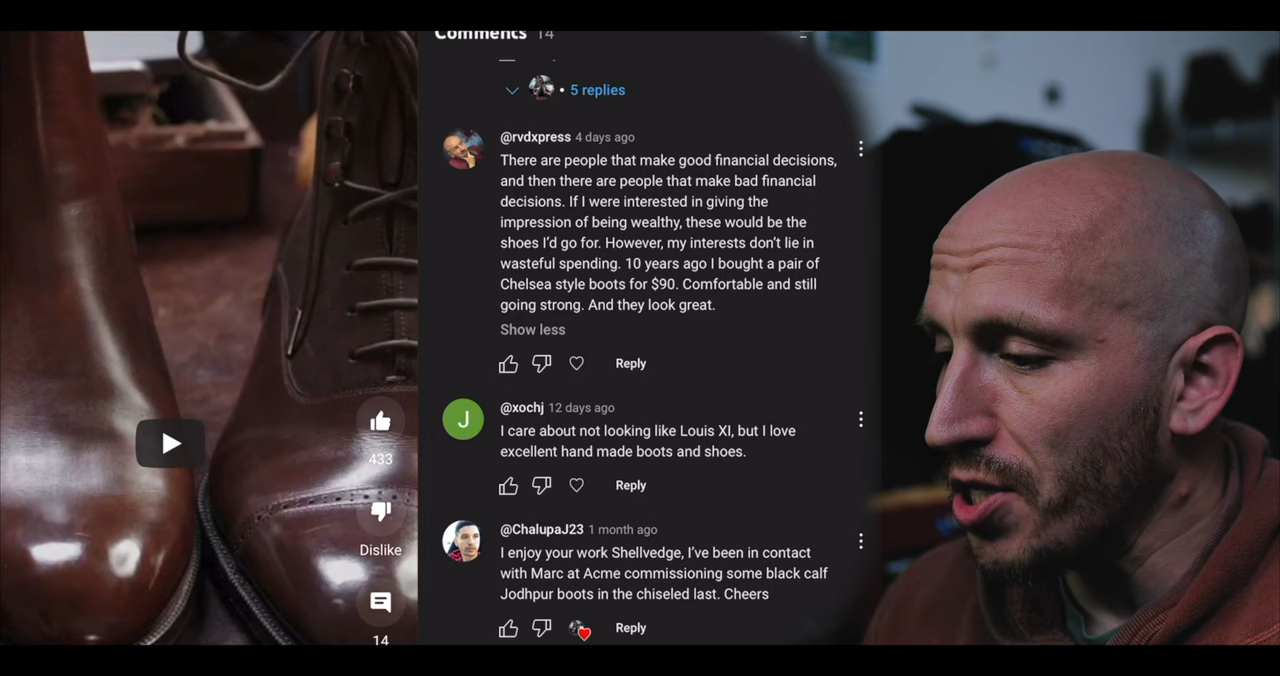 Comments 14
5 replies
@rvdxpress 4 days ago
There are people that make good financial decisions,
and then there are people that make bad financial
decisions. If I were interested in giving the
impression of being wealthy, these would be the
shoes I'd go for. However, my interests don't lie in
wasteful spending. 10 years ago I bought a pair of
Chelsea style boots for $90. Comfortable and still
going strong. And they look great.
Show less
Reply
J
@xochj 12 days ago
I care about not looking like Louis XI, but I love
excellent hand made boots and shoes.
Reply
@ChalupaJ23 1 month ago
I enjoy your work Shellvedge, I've been in contact
with Marc at Acme commissioning some black calf
Jodhpur boots in the chiseled last. Cheers
Reply
433
Dislike
14